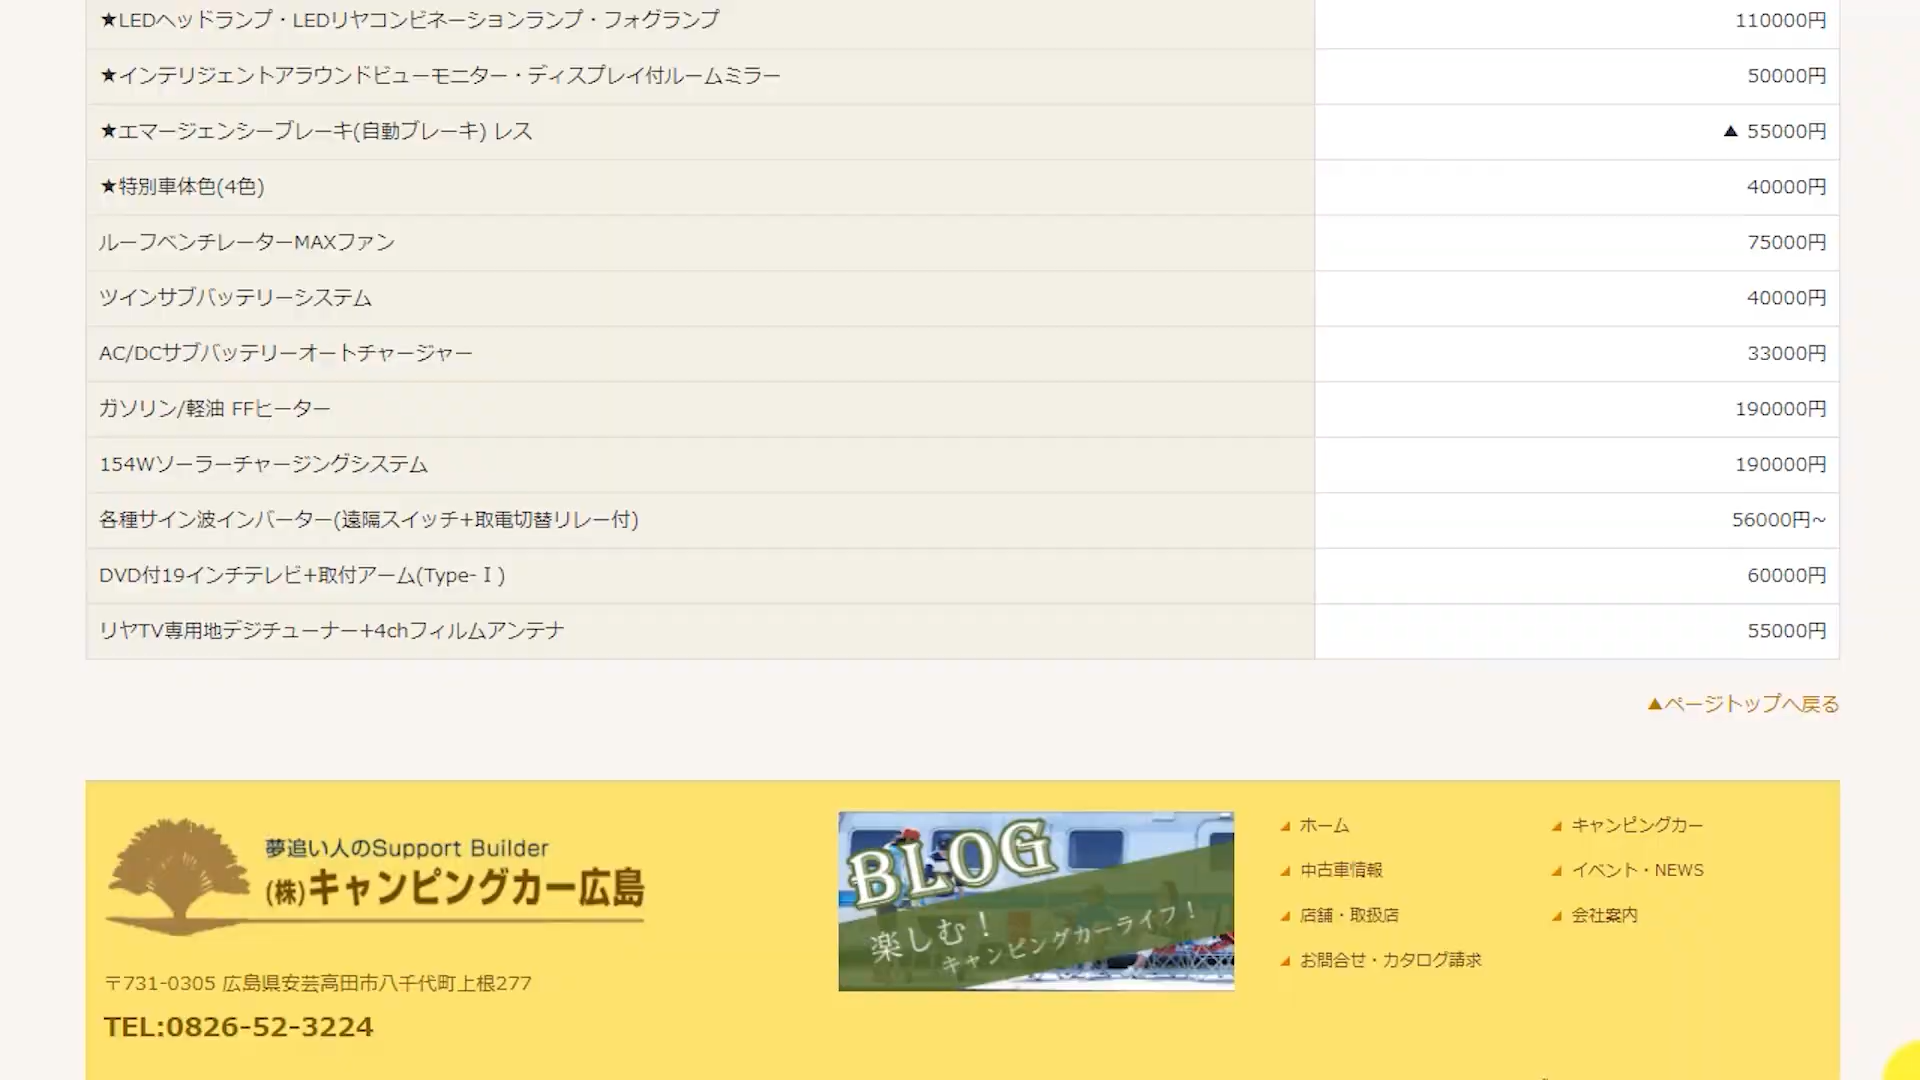 ★LEDヘッドランプ・LEDリヤコンビネーションランプ・フォグランプ 110000円
★インテリジェントアラウンドビューモニター・ディスプレイ付ルームミラー 50000円
★エマージェンシーブレーキ(自動ブレーキ) レス ▲ 55000円
★特別車体色(4色) 40000円
ルーフベンチレーターMAXファン 75000円
ツインサブバッテリーシステム 40000円
AC/DCサブバッテリーオートチャージャー 33000円
ガソリン/軽油 FFヒーター 190000円
154Wソーラーチャージングシステム 190000円
各種サイン波インバーター(遠隔スイッチ+取電切替リレー付) 56000円~
DVD付19インチテレビ+取付アーム(Type-Ⅰ) 60000円
リヤTV専用地デジチューナー+4chフィルムアンテナ 55000円
▲ページトップへ戻る
夢追い人のSupport Builder
(株)キャンピングカー広島
〒731-0305 広島県安芸高田市八千代町上根277
TEL:0826-52-3224
BLOG
楽しむ!
キャンピングカーライフ!
ホーム
中古車情報
店舗・取扱店
お問合せ・カタログ請求
キャンピングカー
イベント・NEWS
会社案内